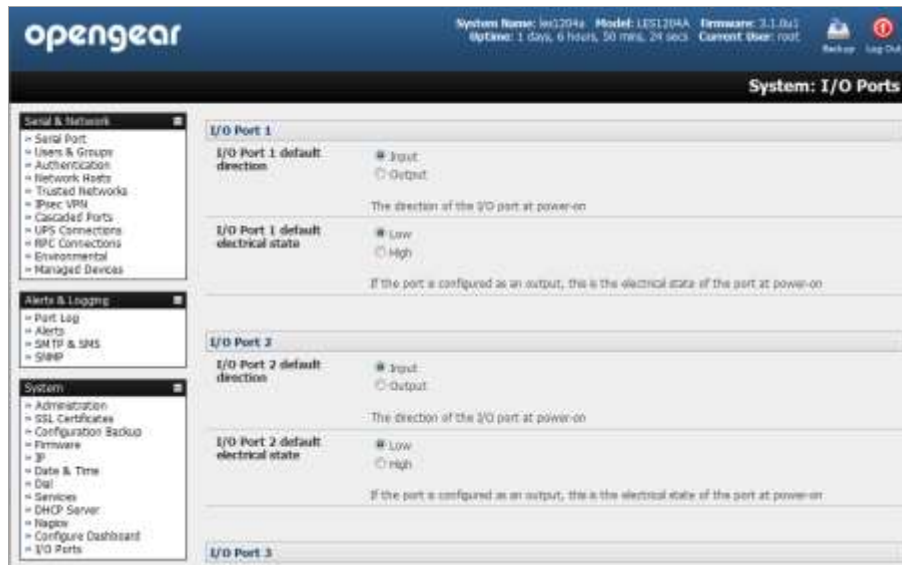 opengear
System Name: les1204a Model: LES1204A Firmware: 3.1.0u1
Uptime: 1 days, 6 hours, 50 mins, 24 secs Current User: root
Backup Log Out
System: I/O Ports
Serial & Network
» Serial Port
» Users & Groups
» Authentication
» Network Hosts
» Trusted Networks
» IPsec VPN
» Cascaded Ports
» UPS Connections
» RPC Connections
» Environmental
» Managed Devices
Alerts & Logging
» Port Log
» Alerts
» SMTP & SMS
» SNMP
System
» Administration
» SSL Certificates
» Configuration Backup
» Firmware
» IP
» Date & Time
» Dial
» Services
» DHCP Server
» Nagios
» Configure Dashboard
» I/O Ports
I/O Port 1
I/O Port 1 default
direction
Input
Output
The direction of the I/O port at power-on
I/O Port 1 default
electrical state
Low
High
If the port is configured as an output, this is the electrical state of the port at power-on
I/O Port 2
I/O Port 2 default
direction
Input
Output
The direction of the I/O port at power-on
I/O Port 2 default
electrical state
Low
High
If the port is configured as an output, this is the electrical state of the port at power-on
I/O Port 3